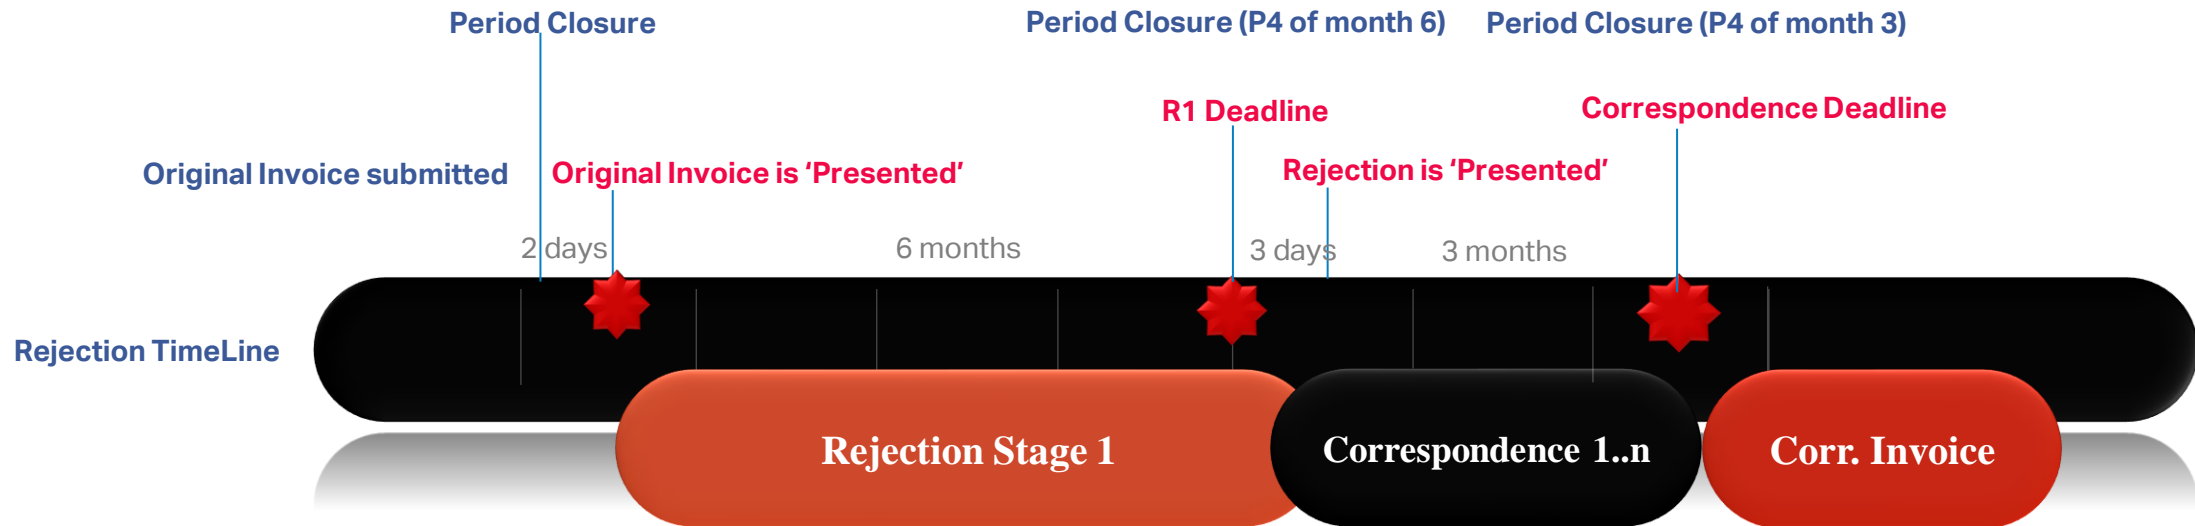 Period Closure
Period Closure (P4 of month 6)
Period Closure (P4 of month 3)
R1 Deadline
Correspondence Deadline
Original Invoice submitted
Original Invoice is ‘Presented’
Rejection is ‘Presented’
2 days
6 months
3 days
3 months
Rejection TimeLine
Rejection Stage 1
Correspondence 1..n
Corr. Invoice